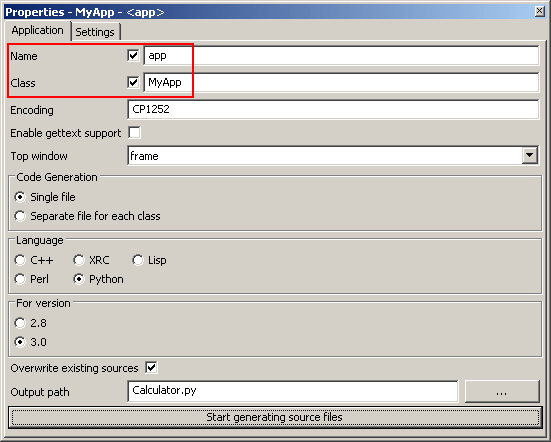 Properties - MyApp - <app>
Application Settings
Name app
Class MyApp
Encoding CP1252
Enable gettext support
Top window frame
Code Generation
Single file
Separate file for each class
Language
C++ XRC Lisp
Perl Python
For version
2.8
3.0
Overwrite existing sources
Output path Calculator.py ...
Start generating source files